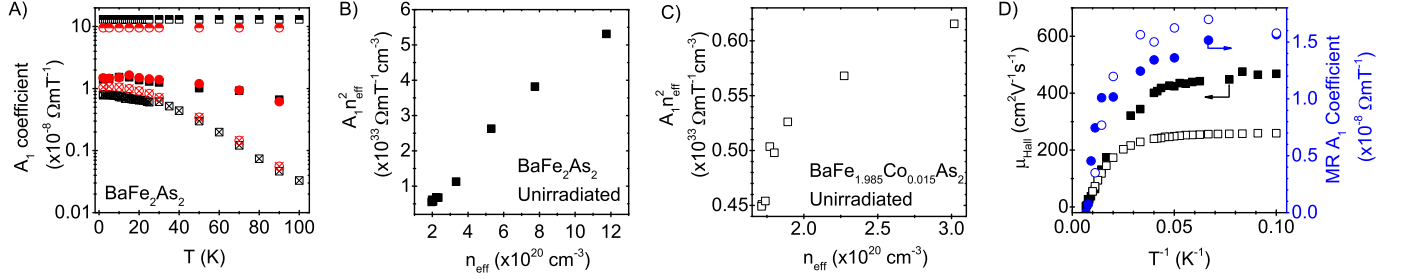 A)
A₁ coefficient
(x10⁻⁸ ΩmT⁻¹)
10
1
0.1
0.01
0 20 40 60 80 100
T (K)
BaFe₂As₂
B)
A₁n²eff
(x10³³ ΩmT⁻¹cm⁻³)
6
5
4
3
2
1
2 4 6 8 10 12
neff (x10²⁰ cm⁻³)
BaFe₂As₂
Unirradiated
C)
A₁n²eff
(x10³³ ΩmT⁻¹cm⁻³)
0.60
0.55
0.50
0.45
2.0 2.5 3.0
neff (x10²⁰ cm⁻³)
BaFe₁.₉₈₅Co₀.₀₁₅As₂
Unirradiated
D)
μHall (cm²V⁻¹s⁻¹)
600
400
200
0
0.00 0.05 0.10
T⁻¹ (K⁻¹)
1.5
1.0
0.5
0.0
MR A₁ Coefficient
(x10⁻⁸ ΩmT⁻¹)